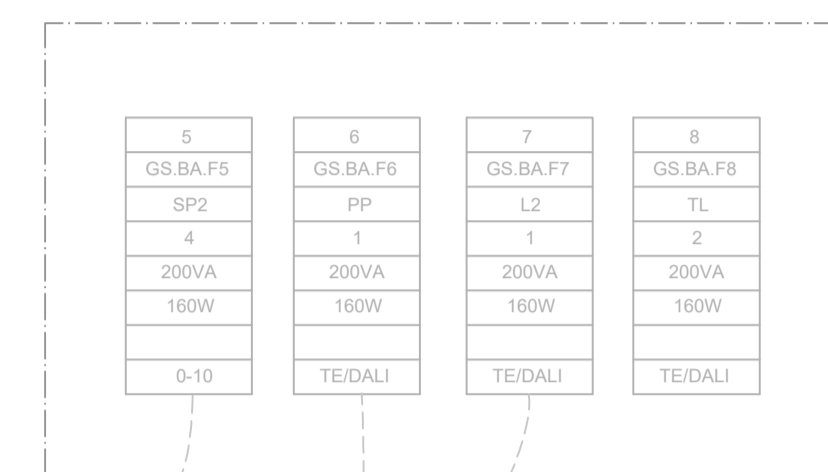 5
GS.BA.F5
SP2
4
200VA
160W
0-10
6
GS.BA.F6
PP
1
200VA
160W
TE/DALI
7
GS.BA.F7
L2
1
200VA
160W
TE/DALI
8
GS.BA.F8
TL
2
200VA
160W
TE/DALI